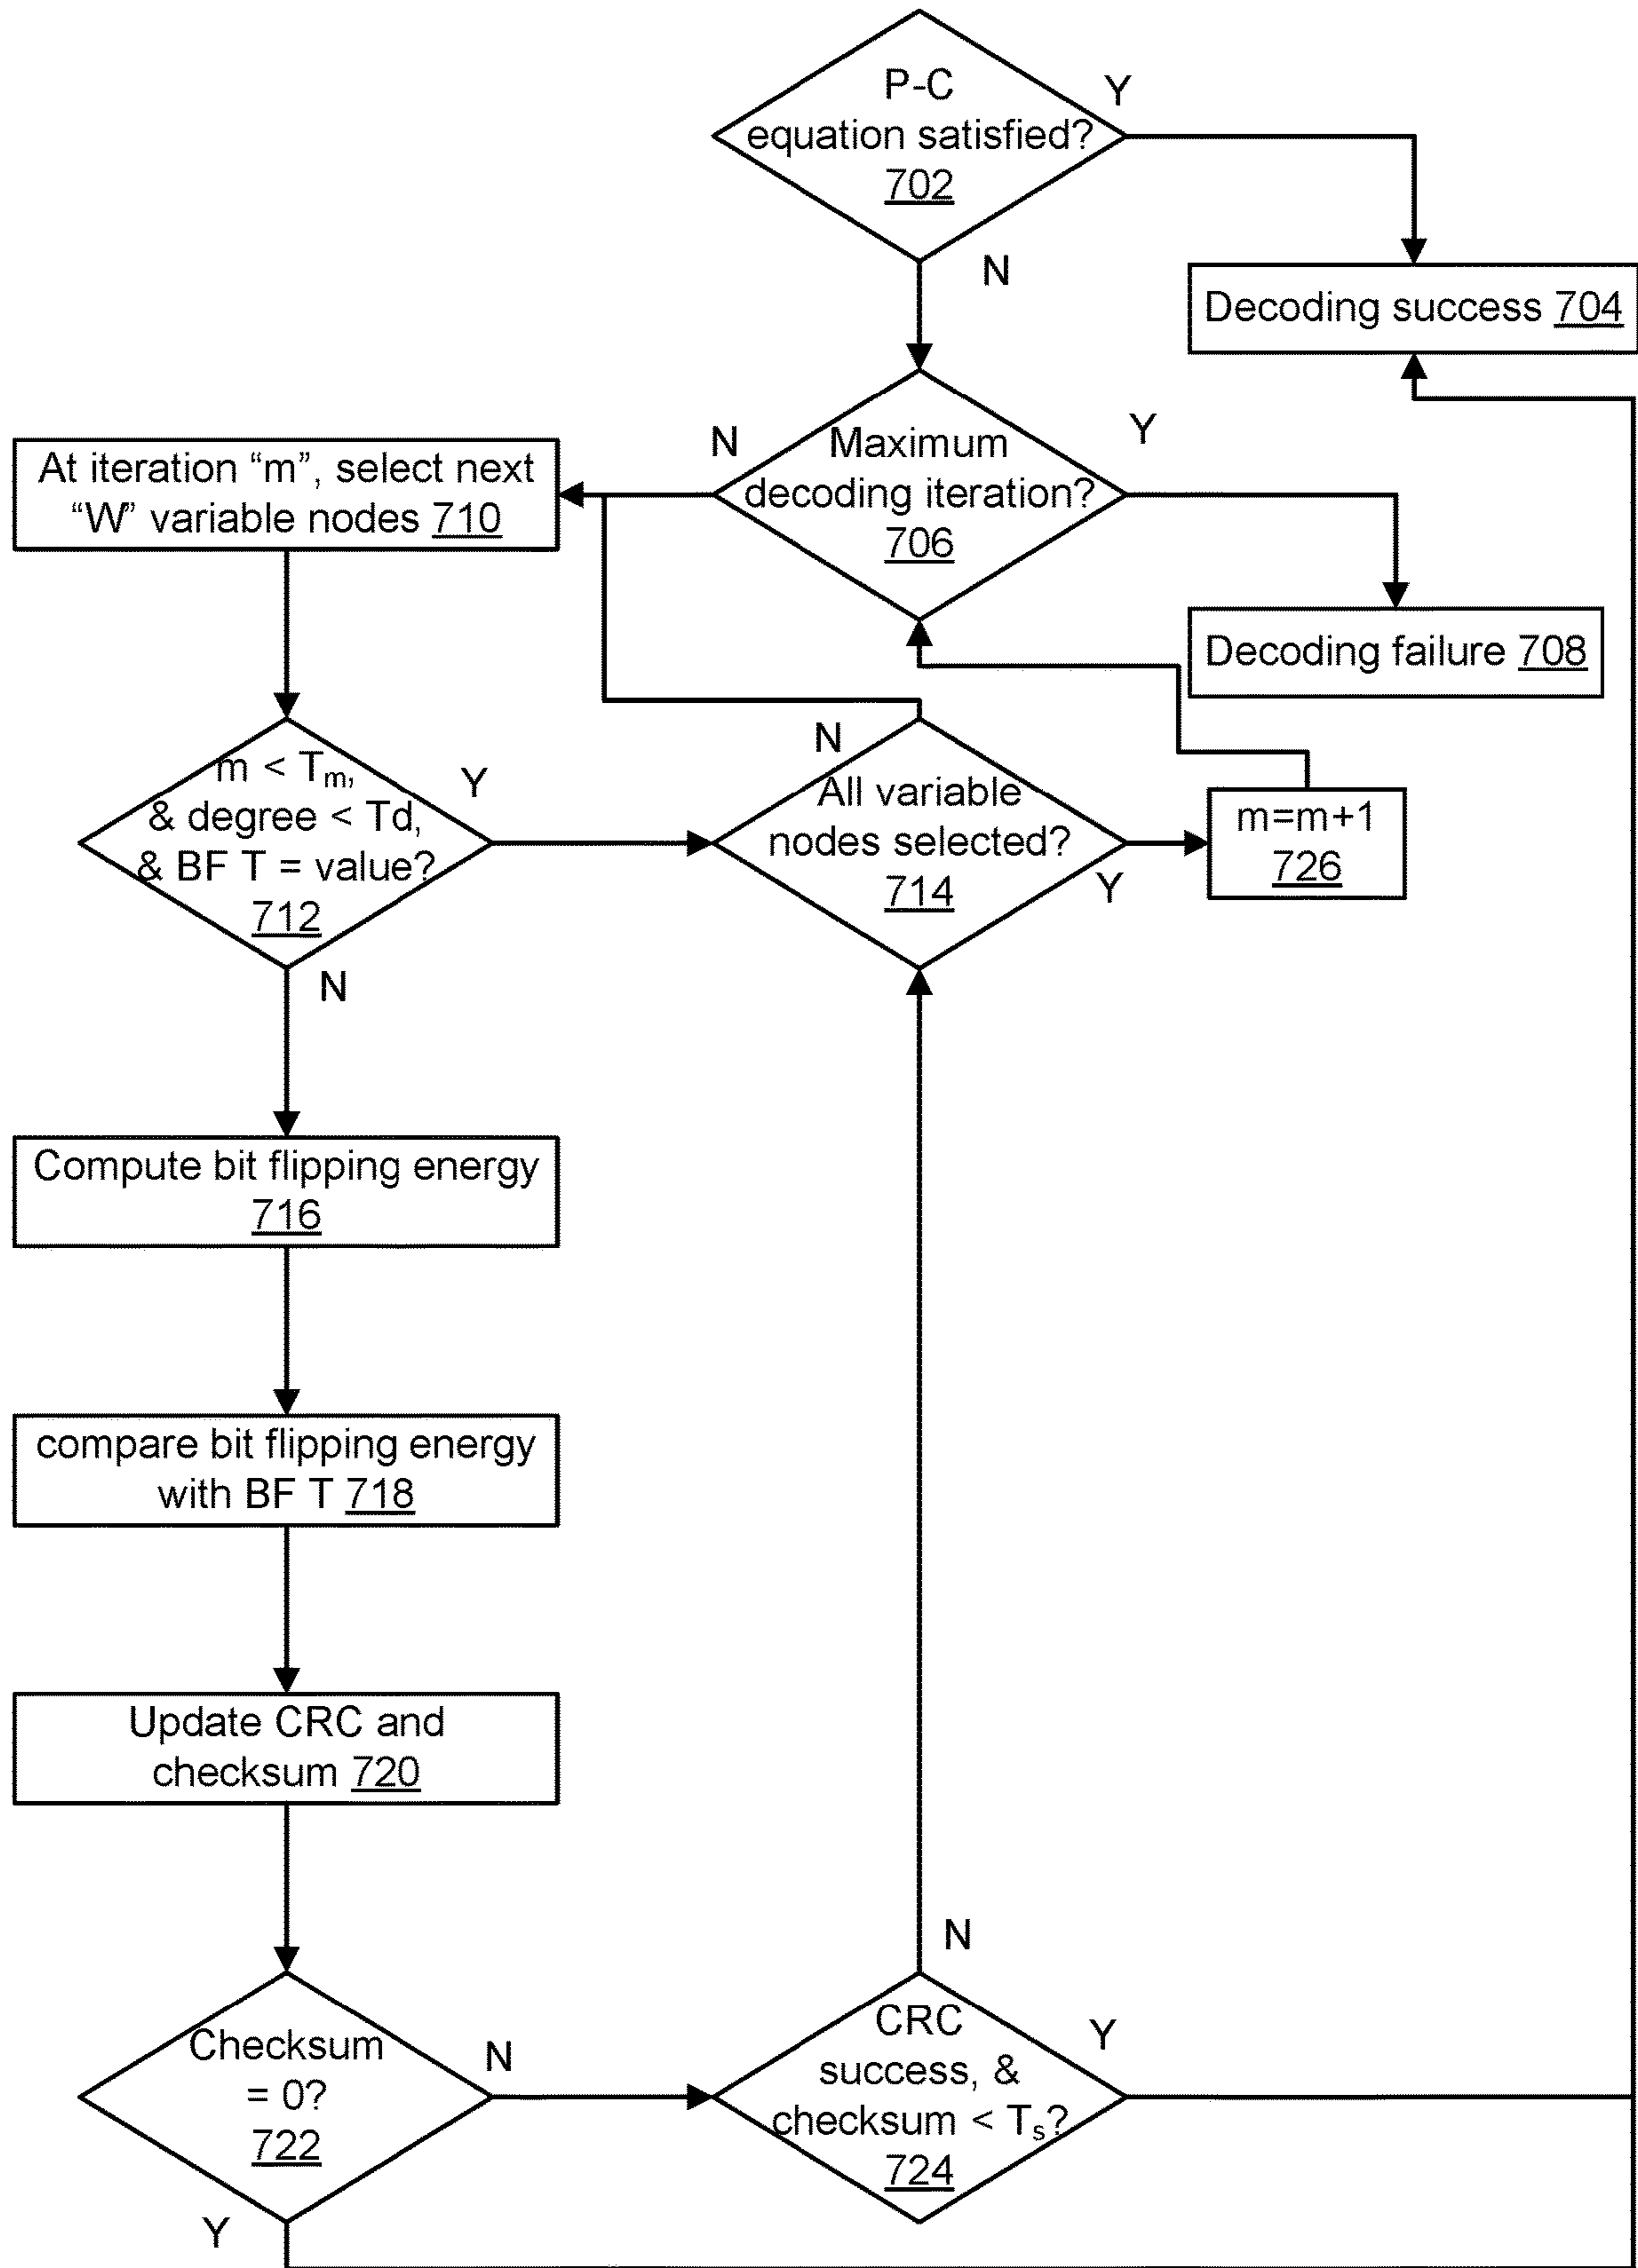 P-C
equation satisfied?
702
Y
N
Decoding success 704
Maximum
decoding iteration?
706
N
Y
At iteration “m”, select next
“W” variable nodes 710
Decoding failure 708
m < Tm,
& degree < Td,
& BF T = value?
712
Y
N
All variable
nodes selected?
714
N
Y
m=m+1
726
Compute bit flipping energy
716
compare bit flipping energy
with BF T 718
Update CRC and
checksum 720
Checksum
= 0?
722
N
Y
CRC
success, &
checksum < Ts?
724
N
Y